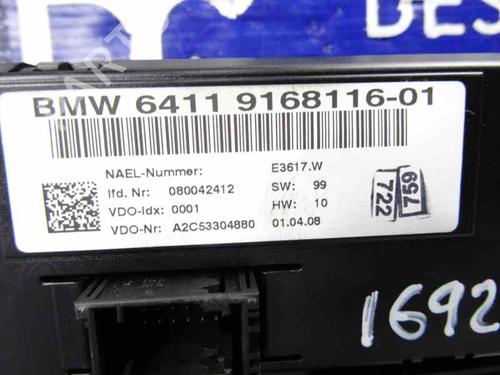 DES
BMW 6411 9168116-01
NAEL-Nummer: E3617.W
lfd. Nr: 080042412 SW: 99
VDO-Idx: 0001 HW: 10
VDO-Nr: A2C53304880 01.04.08
722 759
1692